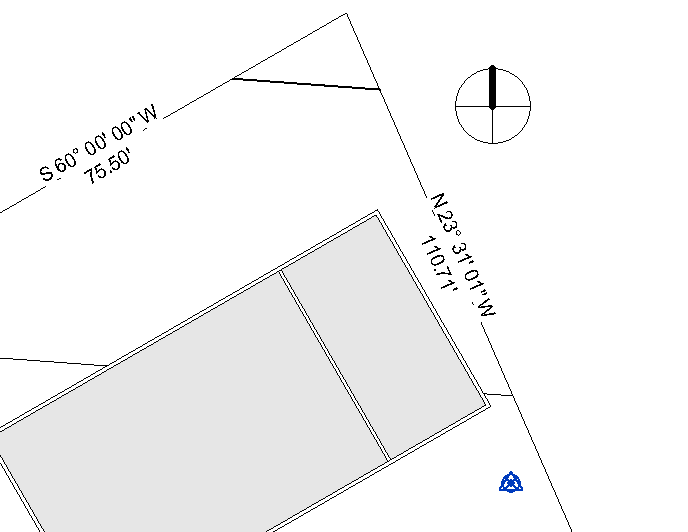 S 60° 00' 00" W
75.50'
N 23° 31' 01" W
110.71'